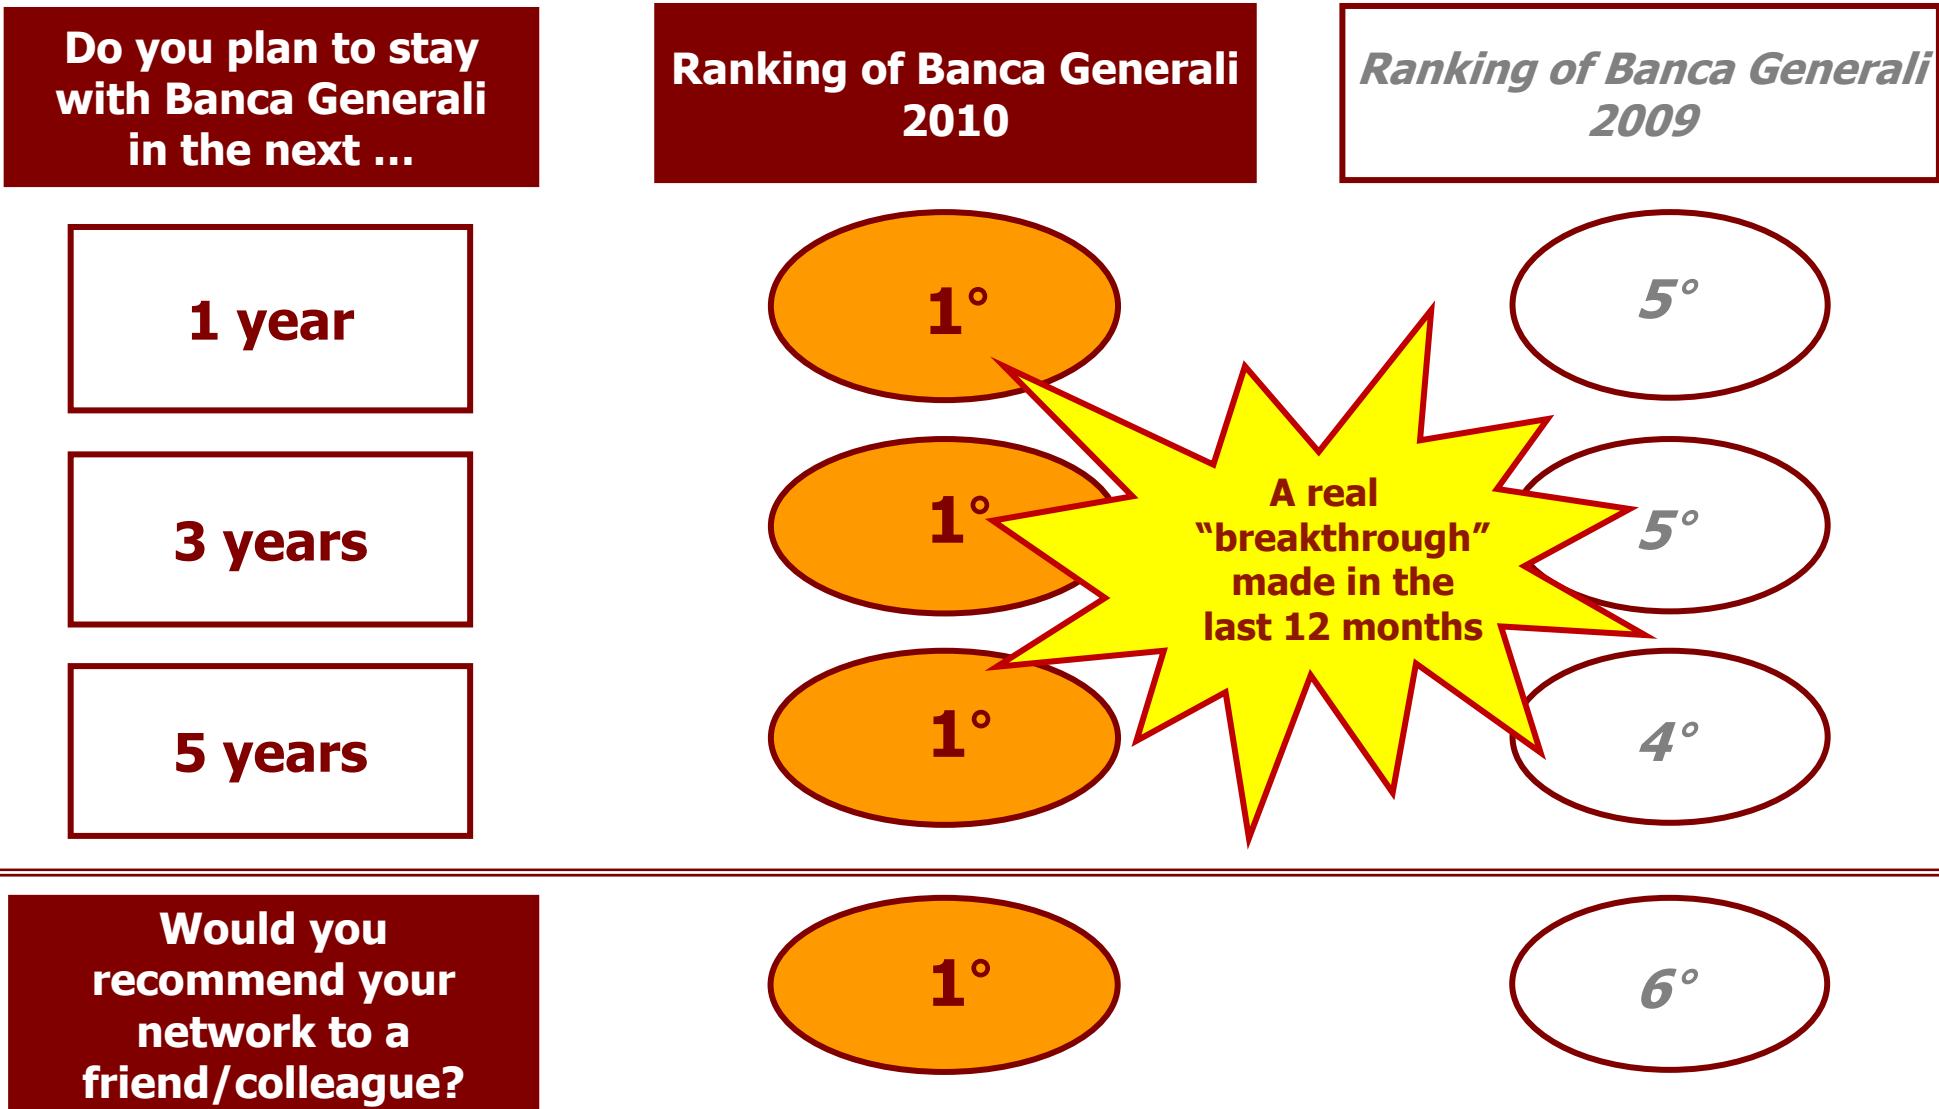 Do you plan to stay
with Banca Generali
in the next ...
Ranking of Banca Generali
2010
Ranking of Banca Generali
2009
1 year
1°
5°
3 years
1°
5°
A real
“breakthrough”
made in the
last 12 months
5 years
1°
4°
Would you
recommend your
network to a
friend/colleague?
1°
6°